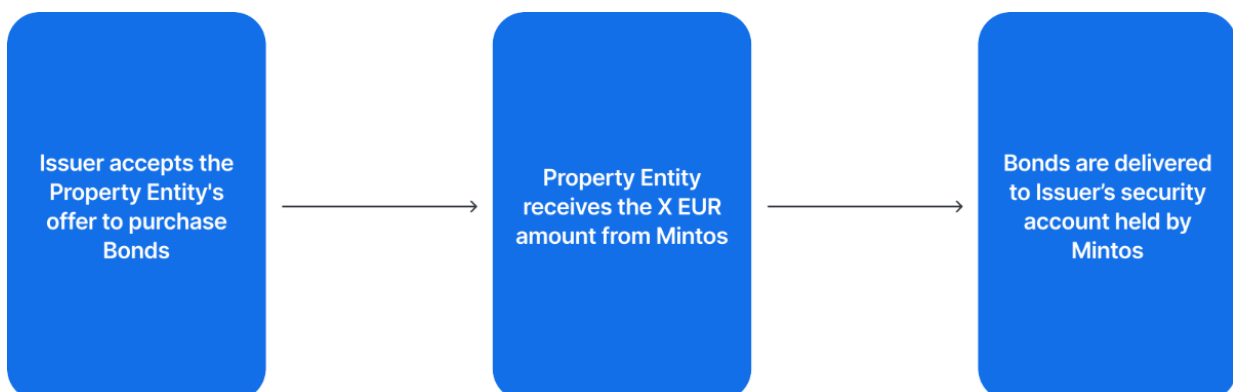 Issuer accepts the
Property Entity's
offer to purchase
Bonds
Property Entity
receives the X EUR
amount from Mintos
Bonds are delivered
to Issuer’s security
account held by
Mintos